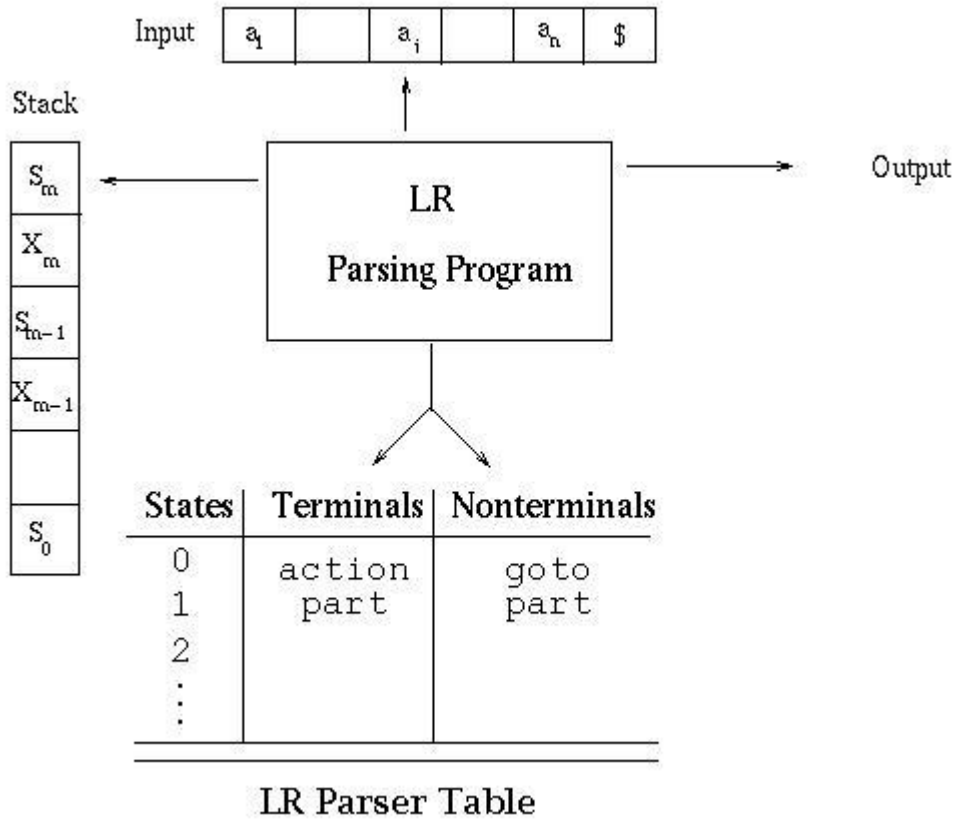 Input a₁ aᵢ aₙ $
Stack
Sₘ
Xₘ
Sₘ₋₁
Xₘ₋₁
S₀
LR
Parsing Program
Output
States Terminals Nonterminals
0 action goto
1 part part
2
.
.
.
LR Parser Table